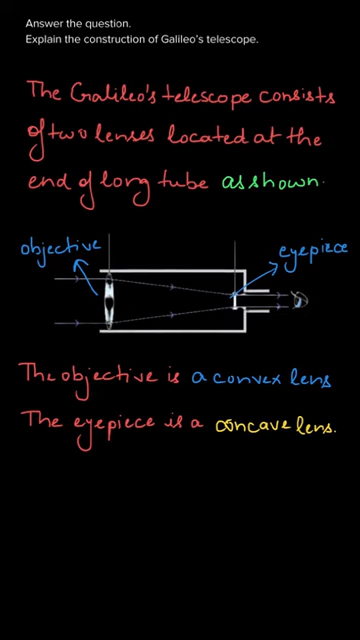 Answer the question.
Explain the construction of Galileo's telescope.
The Galileo's telescope consists
of two lenses located at the
end of long tube as shown.
objective
eyepiece
The objective is a convex lens
The eyepiece is a concave lens.